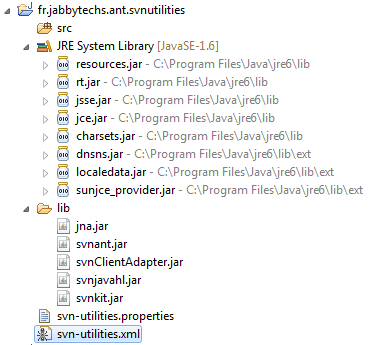 fr.jabbytechs.ant.svnutilities
src
JRE System Library [JavaSE-1.6]
resources.jar - C:\Program Files\Java\jre6\lib
rt.jar - C:\Program Files\Java\jre6\lib
jsse.jar - C:\Program Files\Java\jre6\lib
jce.jar - C:\Program Files\Java\jre6\lib
charsets.jar - C:\Program Files\Java\jre6\lib
dnsns.jar - C:\Program Files\Java\jre6\lib\ext
localedata.jar - C:\Program Files\Java\jre6\lib\ext
sunjce_provider.jar - C:\Program Files\Java\jre6\lib\ext
lib
jna.jar
svnant.jar
svnClientAdapter.jar
svnjavahl.jar
svnkit.jar
svn-utilities.properties
svn-utilities.xml